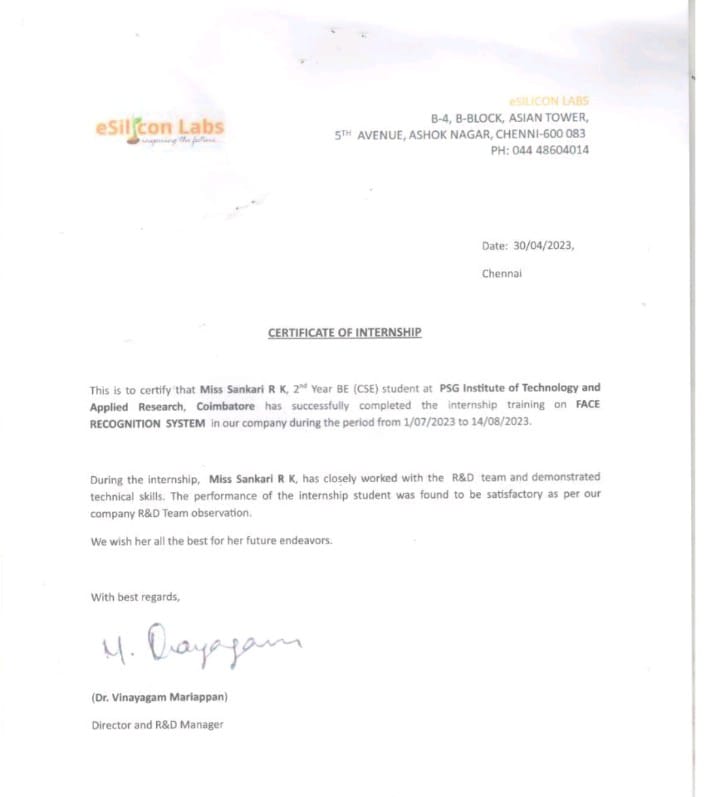 eSilicon Labs
inspiring the future...
eSILICON LABS
B-4, B-BLOCK, ASIAN TOWER,
5TH AVENUE, ASHOK NAGAR, CHENNI-600 083
PH: 044 48604014
Date: 30/04/2023,
Chennai
CERTIFICATE OF INTERNSHIP
This is to certify that Miss Sankari R K, 2nd Year BE (CSE) student at PSG Institute of Technology and
Applied Research, Coimbatore has successfully completed the internship training on FACE
RECOGNITION SYSTEM in our company during the period from 1/07/2023 to 14/08/2023.
During the internship, Miss Sankari R K, has closely worked with the R&D team and demonstrated
technical skills. The performance of the internship student was found to be satisfactory as per our
company R&D Team observation.
We wish her all the best for her future endeavors.
With best regards,
M. Vinayagam
(Dr. Vinayagam Mariappan)
Director and R&D Manager